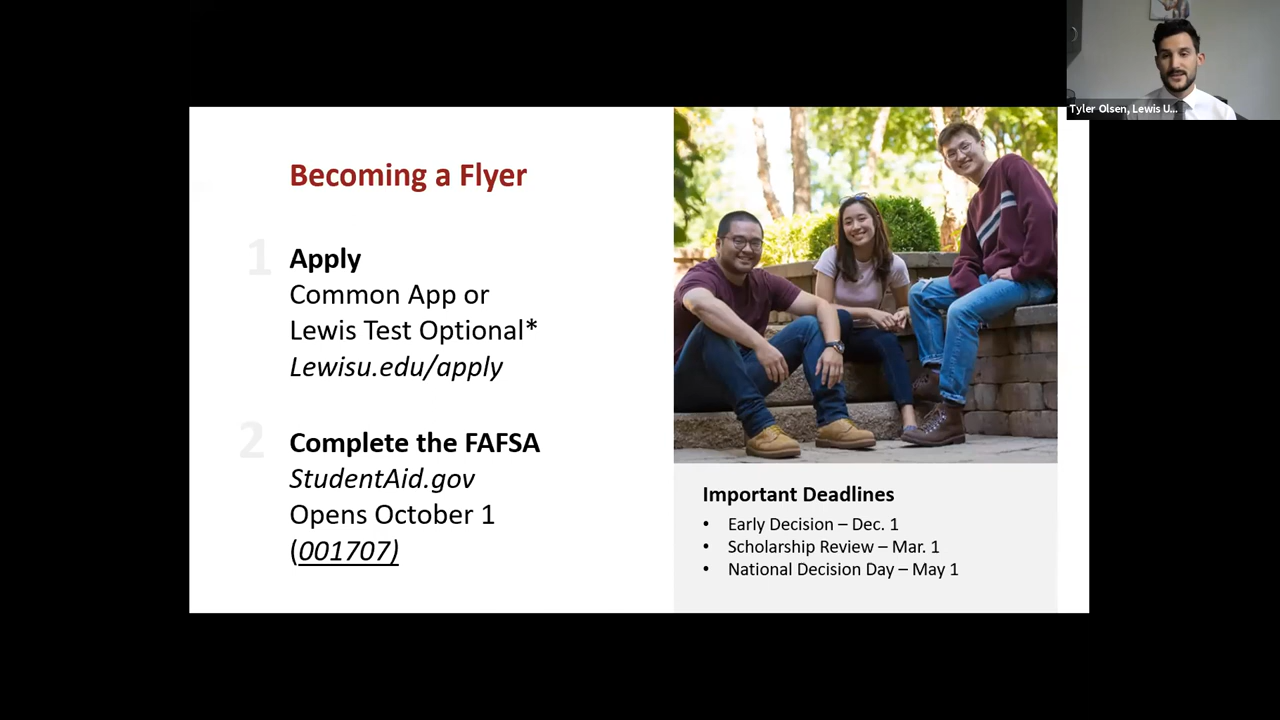 Tyler Olsen, Lewis U...
Becoming a Flyer
1
Apply
Common App or
Lewis Test Optional*
Lewisu.edu/apply
2
Complete the FAFSA
StudentAid.gov
Opens October 1
(001707)
Important Deadlines
• Early Decision – Dec. 1
• Scholarship Review – Mar. 1
• National Decision Day – May 1